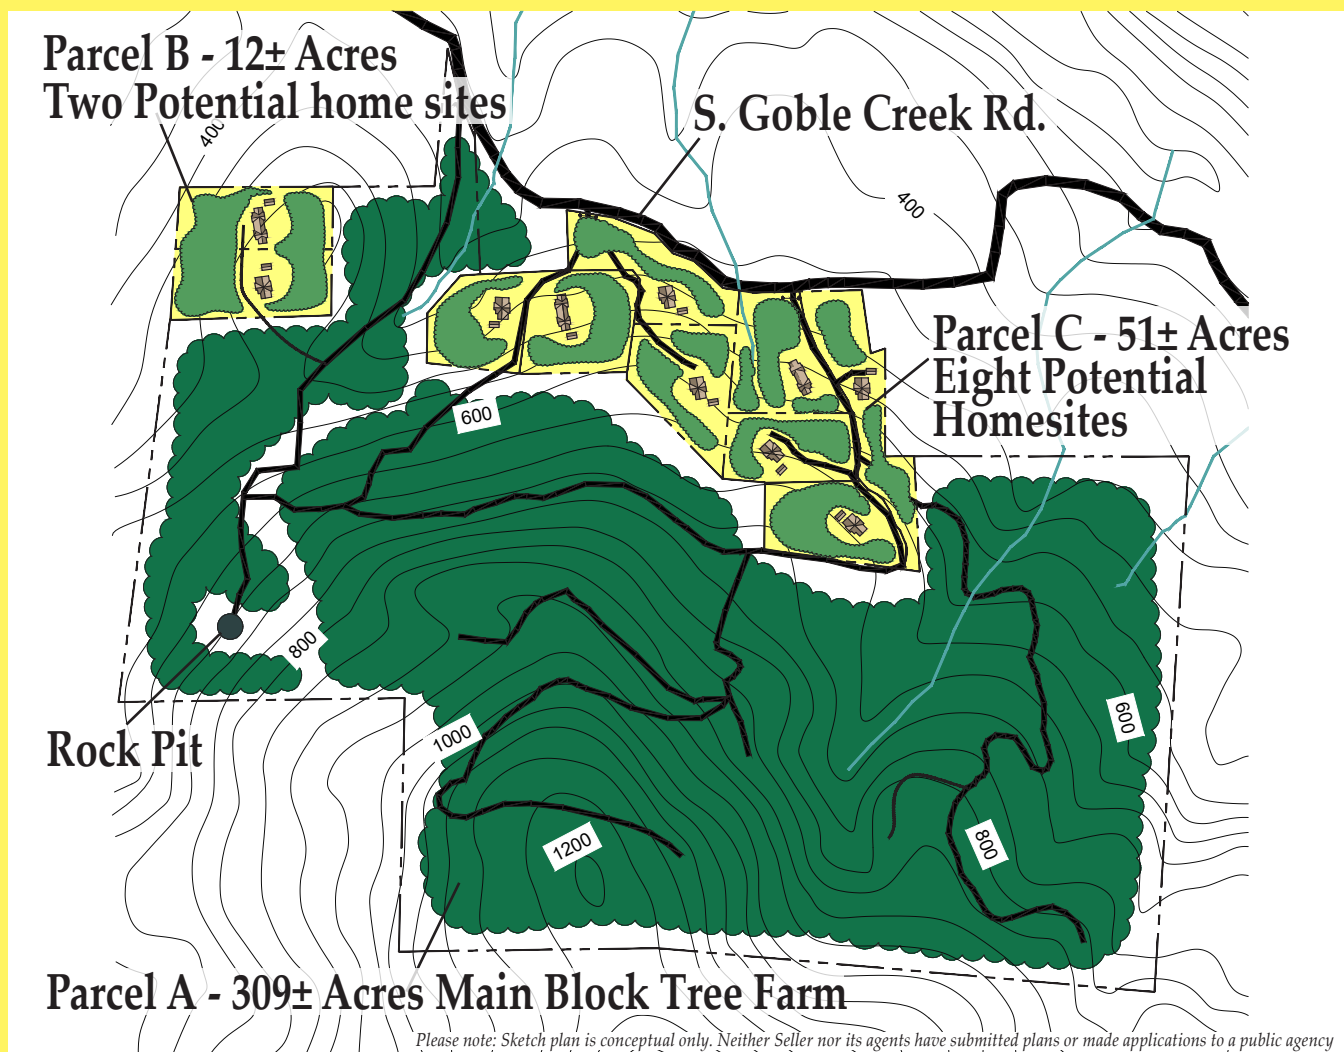 Parcel B - 12± Acres
Two Potential home sites
400
S. Goble Creek Rd.
400
Parcel C - 51± Acres
Eight Potential
Homesites
600
800
Rock Pit
1000
600
1200
800
Parcel A - 309± Acres Main Block Tree Farm
Please note: Sketch plan is conceptual only. Neither Seller nor its agents have submitted plans or made applications to a public agency